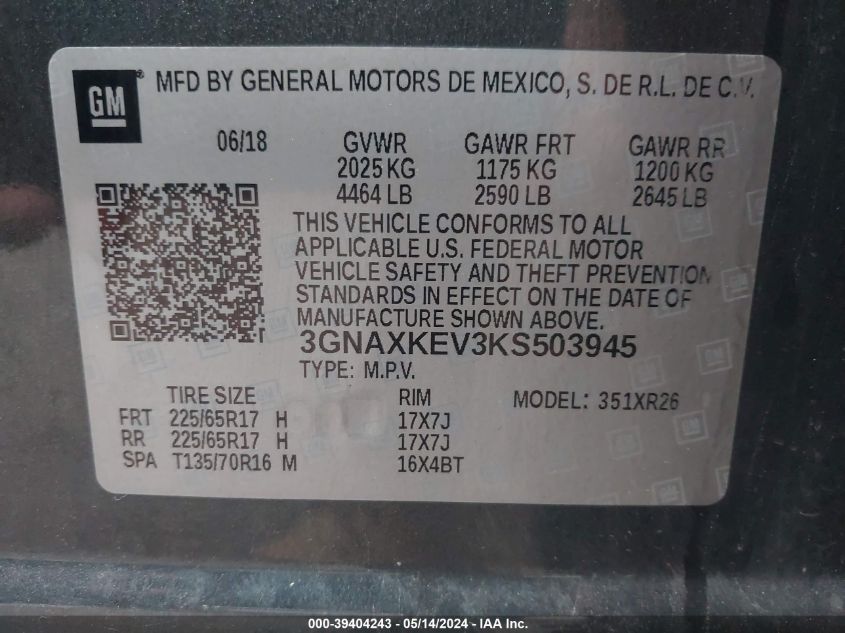 GM
MFD BY GENERAL MOTORS DE MEXICO, S. DE R.L. DE C.V.
06/18 GVWR GAWR FRT GAWR RR
2025 KG 1175 KG 1200 KG
4464 LB 2590 LB 2645 LB
THIS VEHICLE CONFORMS TO ALL
APPLICABLE U.S. FEDERAL MOTOR
VEHICLE SAFETY AND THEFT PREVENTION
STANDARDS IN EFFECT ON THE DATE OF
MANUFACTURE SHOWN ABOVE.
3GNAXKEV3KS503945
TYPE: M.P.V.
TIRE SIZE RIM MODEL: 351XR26
FRT 225/65R17 H 17X7J
RR 225/65R17 H 17X7J
SPA T135/70R16 M 16X4BT
000-39404243 - 05/14/2024 - IAA Inc.